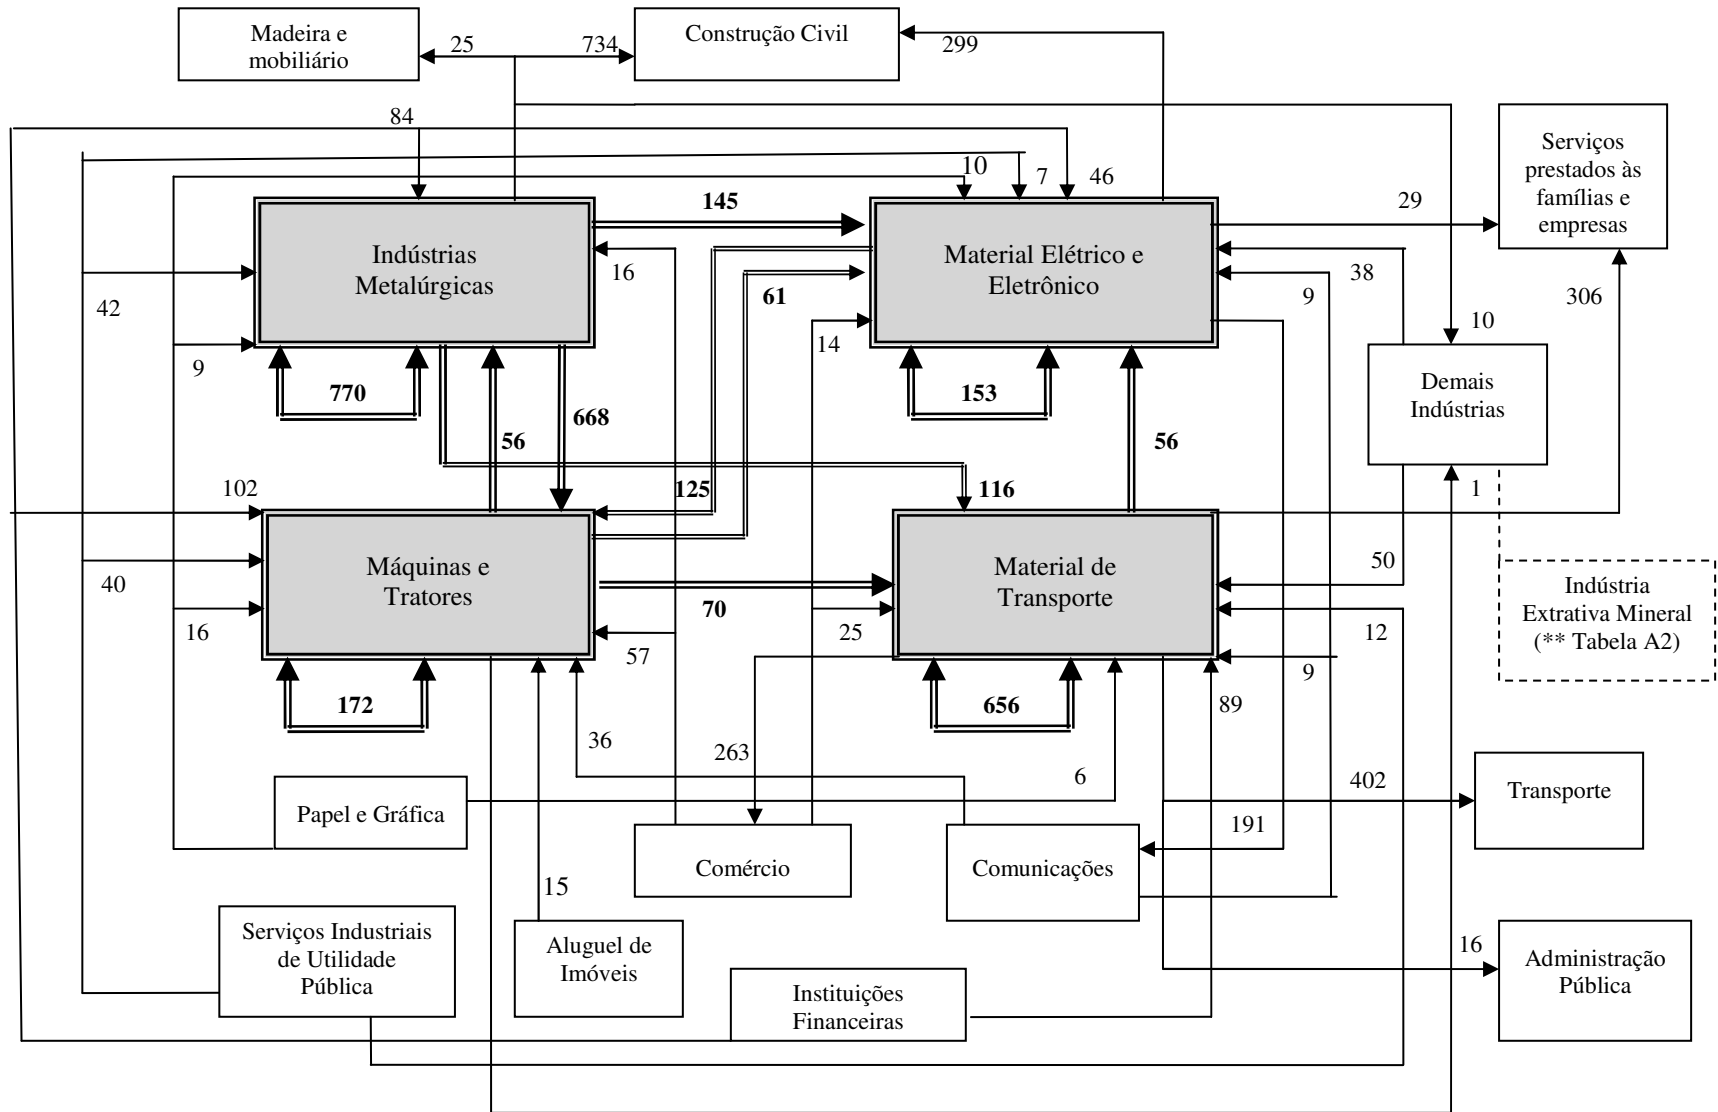 Madeira e
mobiliário
25
734
Construção Civil
299
84
10
7
46
Serviços
prestados às
famílias e
empresas
145
29
Indústrias
Metalúrgicas
16
Material Elétrico e
Eletrônico
38
9
306
42
61
10
9
14
770
668
153
Demais
Indústrias
56
56
102
125
116
1
Máquinas e
Tratores
Material de
Transporte
50
Indústria
Extrativa Mineral
(** Tabela A2)
40
70
16
57
25
12
9
172
656
89
36
263
6
402
Transporte
Papel e Gráfica
191
Comércio
Comunicações
15
Serviços Industriais
de Utilidade
Pública
Aluguel de
Imóveis
16
Administração
Pública
Instituições
Financeiras